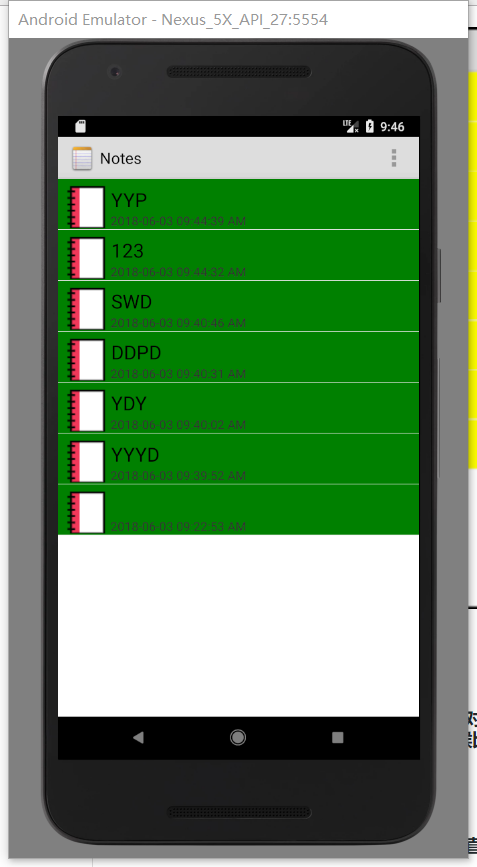 Android Emulator - Nexus_5X_API_27:5554
LTE 9:46
Notes
YYP
2018-06-03 09:44:39 AM
123
2018-06-03 09:44:32 AM
SWD
2018-06-03 09:40:46 AM
DDPD
2018-06-03 09:40:31 AM
YDY
2018-06-03 09:40:02 AM
YYYD
2018-06-03 09:39:52 AM
2018-06-03 09:22:53 AM